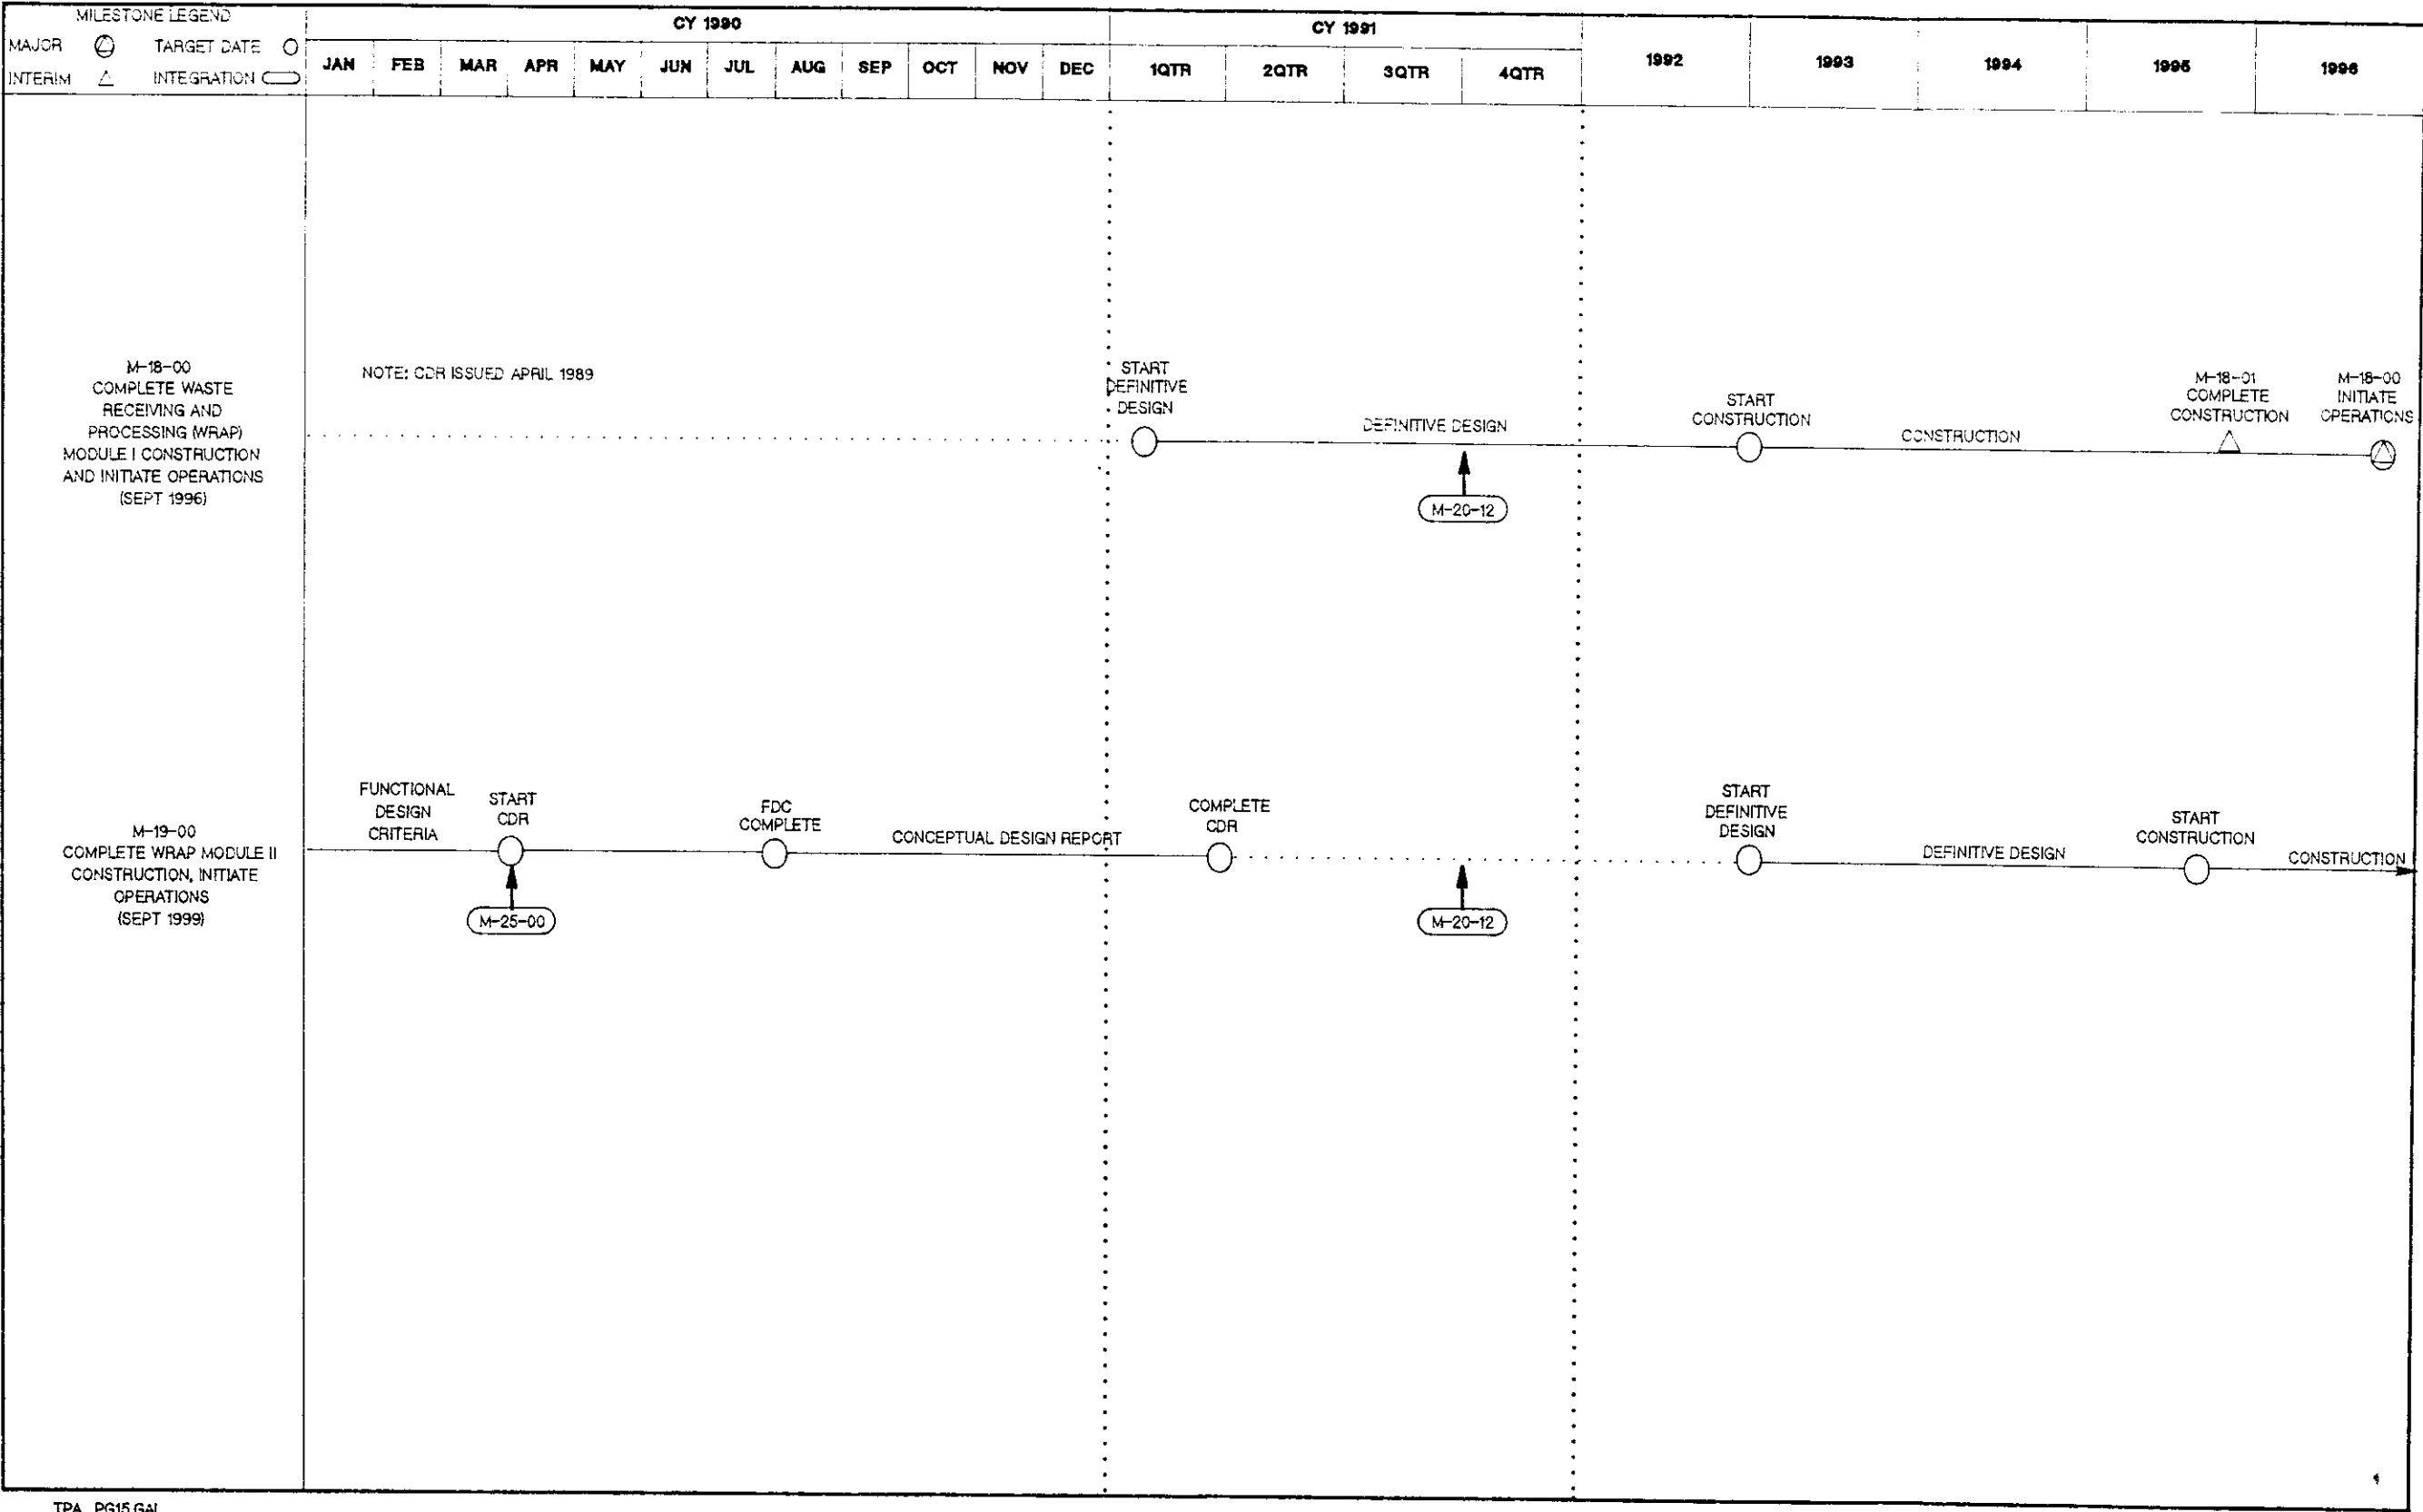 MILESTONE LEGEND
MAJOR TARGET DATE
INTERIM INTEGRATION
CY 1990
CY 1991
JAN FEB MAR APR MAY JUN JUL AUG SEP OCT NOV DEC 1QTR 2QTR 3QTR 4QTR 1992 1993 1994 1995 1996
M-18-00
COMPLETE WASTE
RECEIVING AND
PROCESSING (WRAP)
MODULE I CONSTRUCTION
AND INITIATE OPERATIONS
(SEPT 1996)
NOTE: CDR ISSUED APRIL 1989
START
DEFINITIVE
DESIGN
DEFINITIVE DESIGN
M-20-12
START
CONSTRUCTION
CONSTRUCTION
M-18-01
COMPLETE
CONSTRUCTION
M-18-00
INITIATE
OPERATIONS
M-19-00
COMPLETE WRAP MODULE II
CONSTRUCTION, INITIATE
OPERATIONS
(SEPT 1999)
FUNCTIONAL
DESIGN
CRITERIA
START
CDR
M-25-00
FDC
COMPLETE
CONCEPTUAL DESIGN REPORT
COMPLETE
CDR
M-20-12
START
DEFINITIVE
DESIGN
DEFINITIVE DESIGN
START
CONSTRUCTION
CONSTRUCTION
TPA PG15.GAL